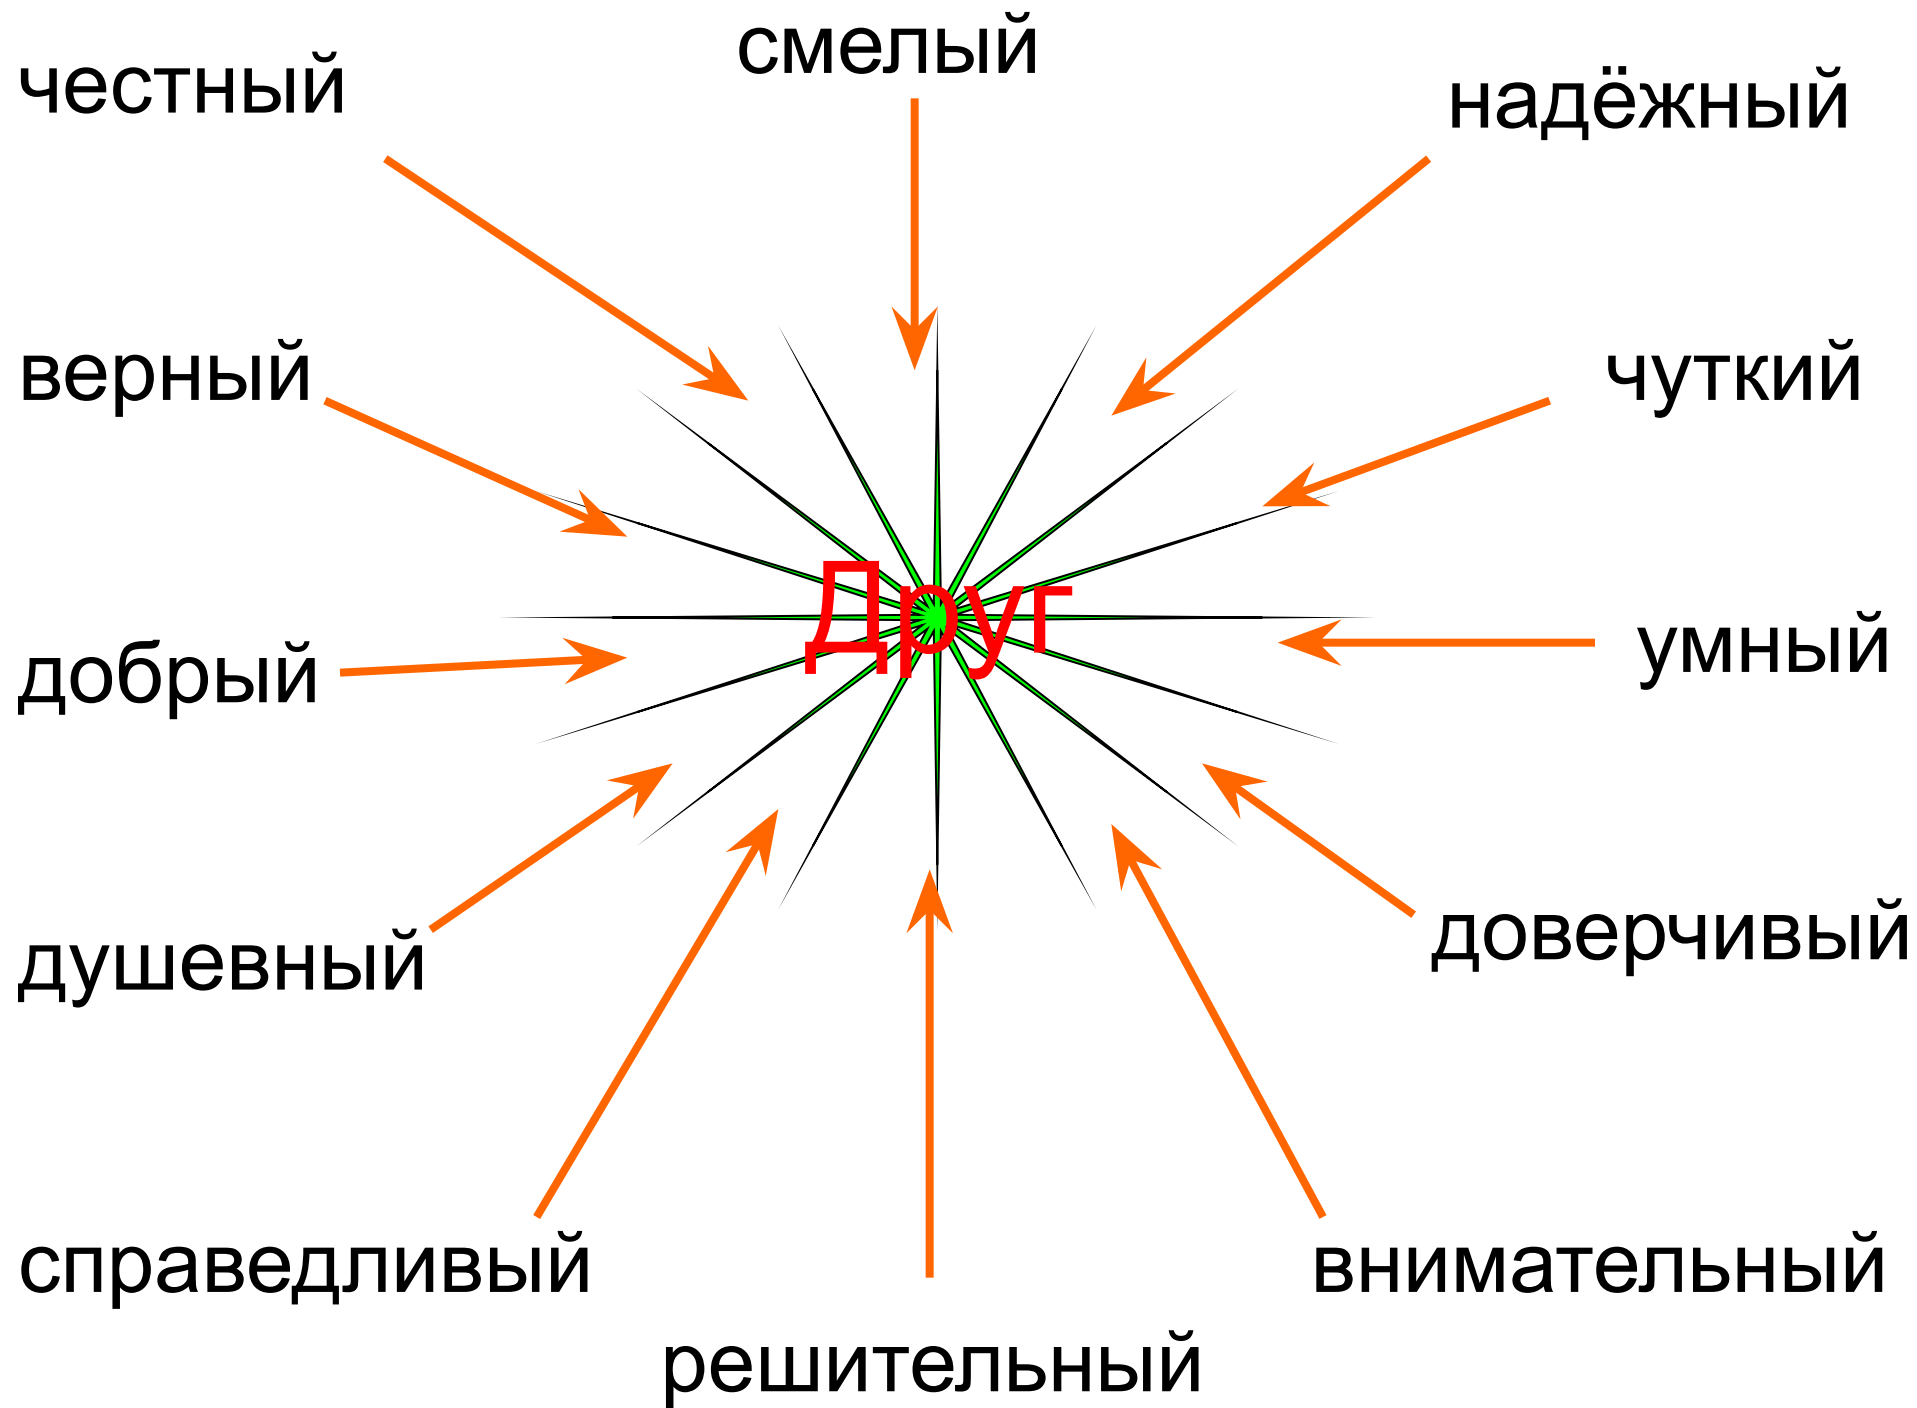 смелый
честный
надёжный
верный
чуткий
Друг
умный
добрый
доверчивый
душевный
справедливый
внимательный
решительный